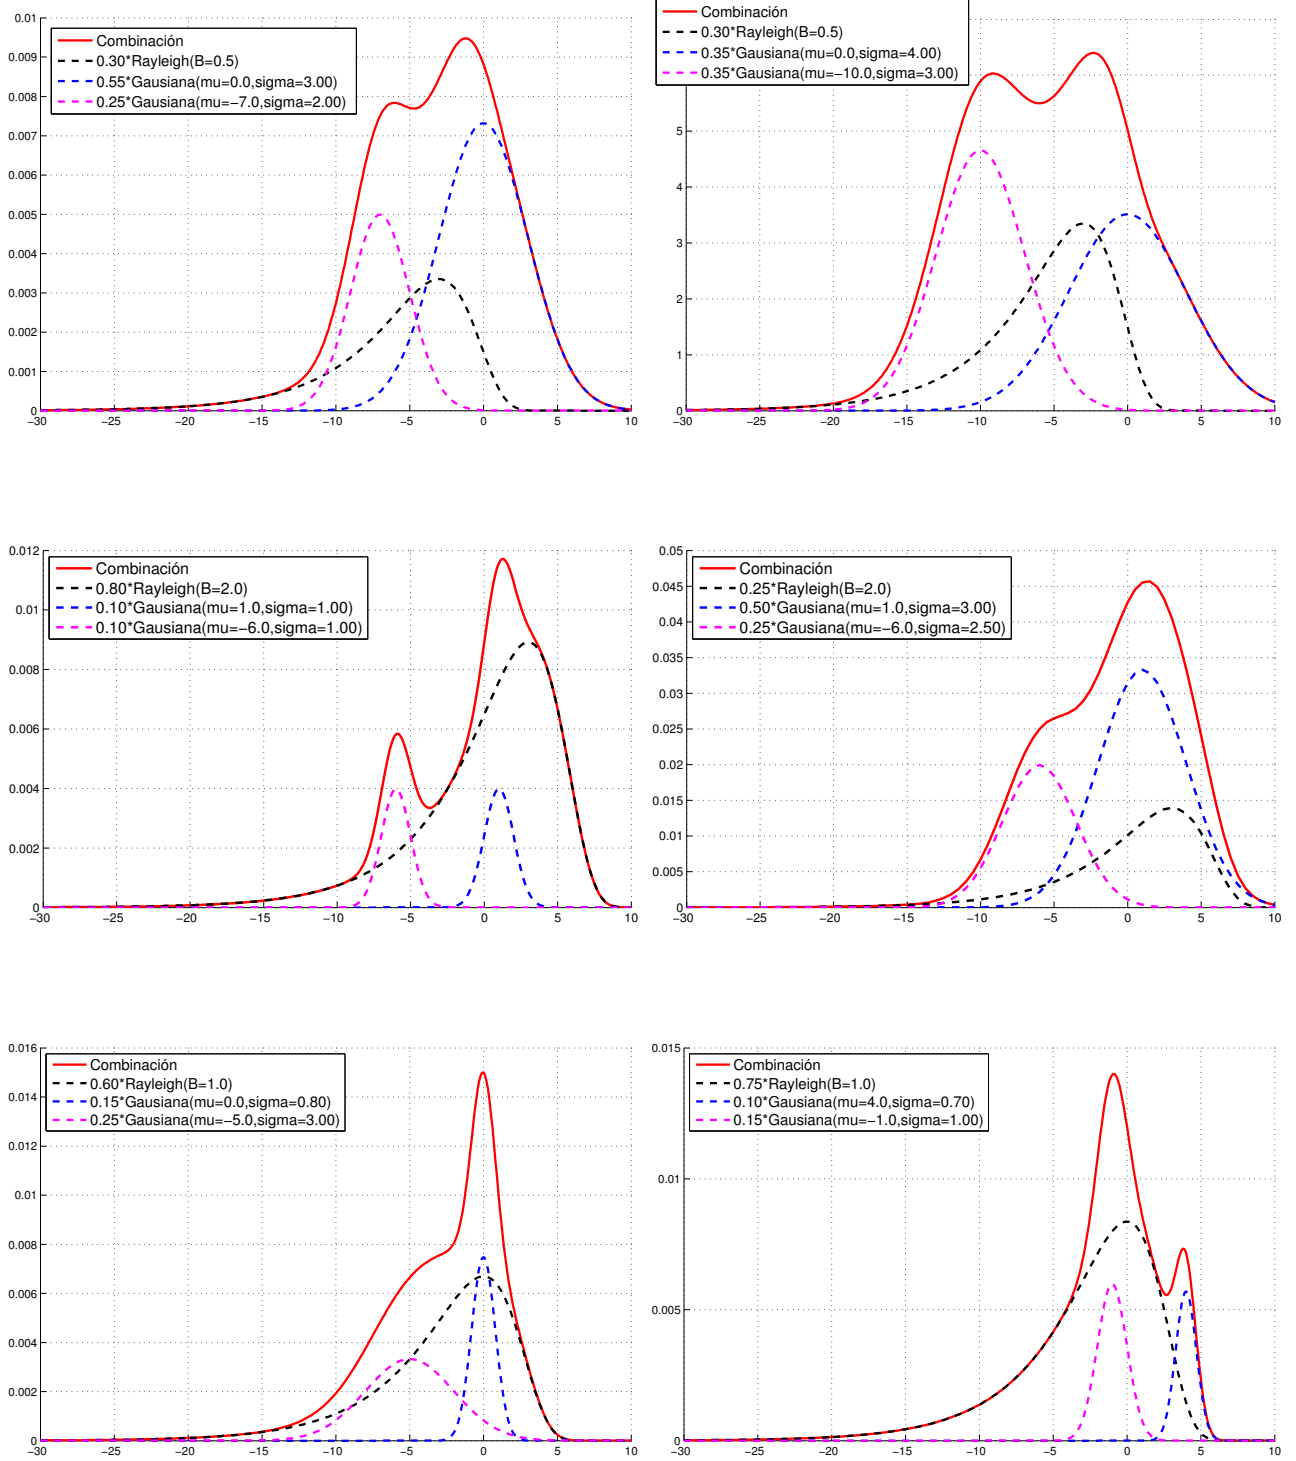 0.01
0.009
0.008
0.007
0.006
0.005
0.004
0.003
0.002
0.001
0
−30 −25 −20 −15 −10 −5 0 5 10
Combinación
0.30*Rayleigh(B=0.5)
0.55*Gausiana(mu=0.0,sigma=3.00)
0.25*Gausiana(mu=−7.0,sigma=2.00)
Combinación
0.30*Rayleigh(B=0.5)
0.35*Gausiana(mu=0.0,sigma=4.00)
0.35*Gausiana(mu=−10.0,sigma=3.00)
5
4
3
2
1
0
−30 −25 −20 −15 −10 −5 0 5 10
0.012
0.01
0.008
0.006
0.004
0.002
0
−30 −25 −20 −15 −10 −5 0 5 10
Combinación
0.80*Rayleigh(B=2.0)
0.10*Gausiana(mu=1.0,sigma=1.00)
0.10*Gausiana(mu=−6.0,sigma=1.00)
0.05
0.045
0.04
0.035
0.03
0.025
0.02
0.015
0.01
0.005
0
−30 −25 −20 −15 −10 −5 0 5 10
Combinación
0.25*Rayleigh(B=2.0)
0.50*Gausiana(mu=1.0,sigma=3.00)
0.25*Gausiana(mu=−6.0,sigma=2.50)
0.016
0.014
0.012
0.01
0.008
0.006
0.004
0.002
0
−30 −25 −20 −15 −10 −5 0 5 10
Combinación
0.60*Rayleigh(B=1.0)
0.15*Gausiana(mu=0.0,sigma=0.80)
0.25*Gausiana(mu=−5.0,sigma=3.00)
0.015
0.01
0.005
0
−30 −25 −20 −15 −10 −5 0 5 10
Combinación
0.75*Rayleigh(B=1.0)
0.10*Gausiana(mu=4.0,sigma=0.70)
0.15*Gausiana(mu=−1.0,sigma=1.00)